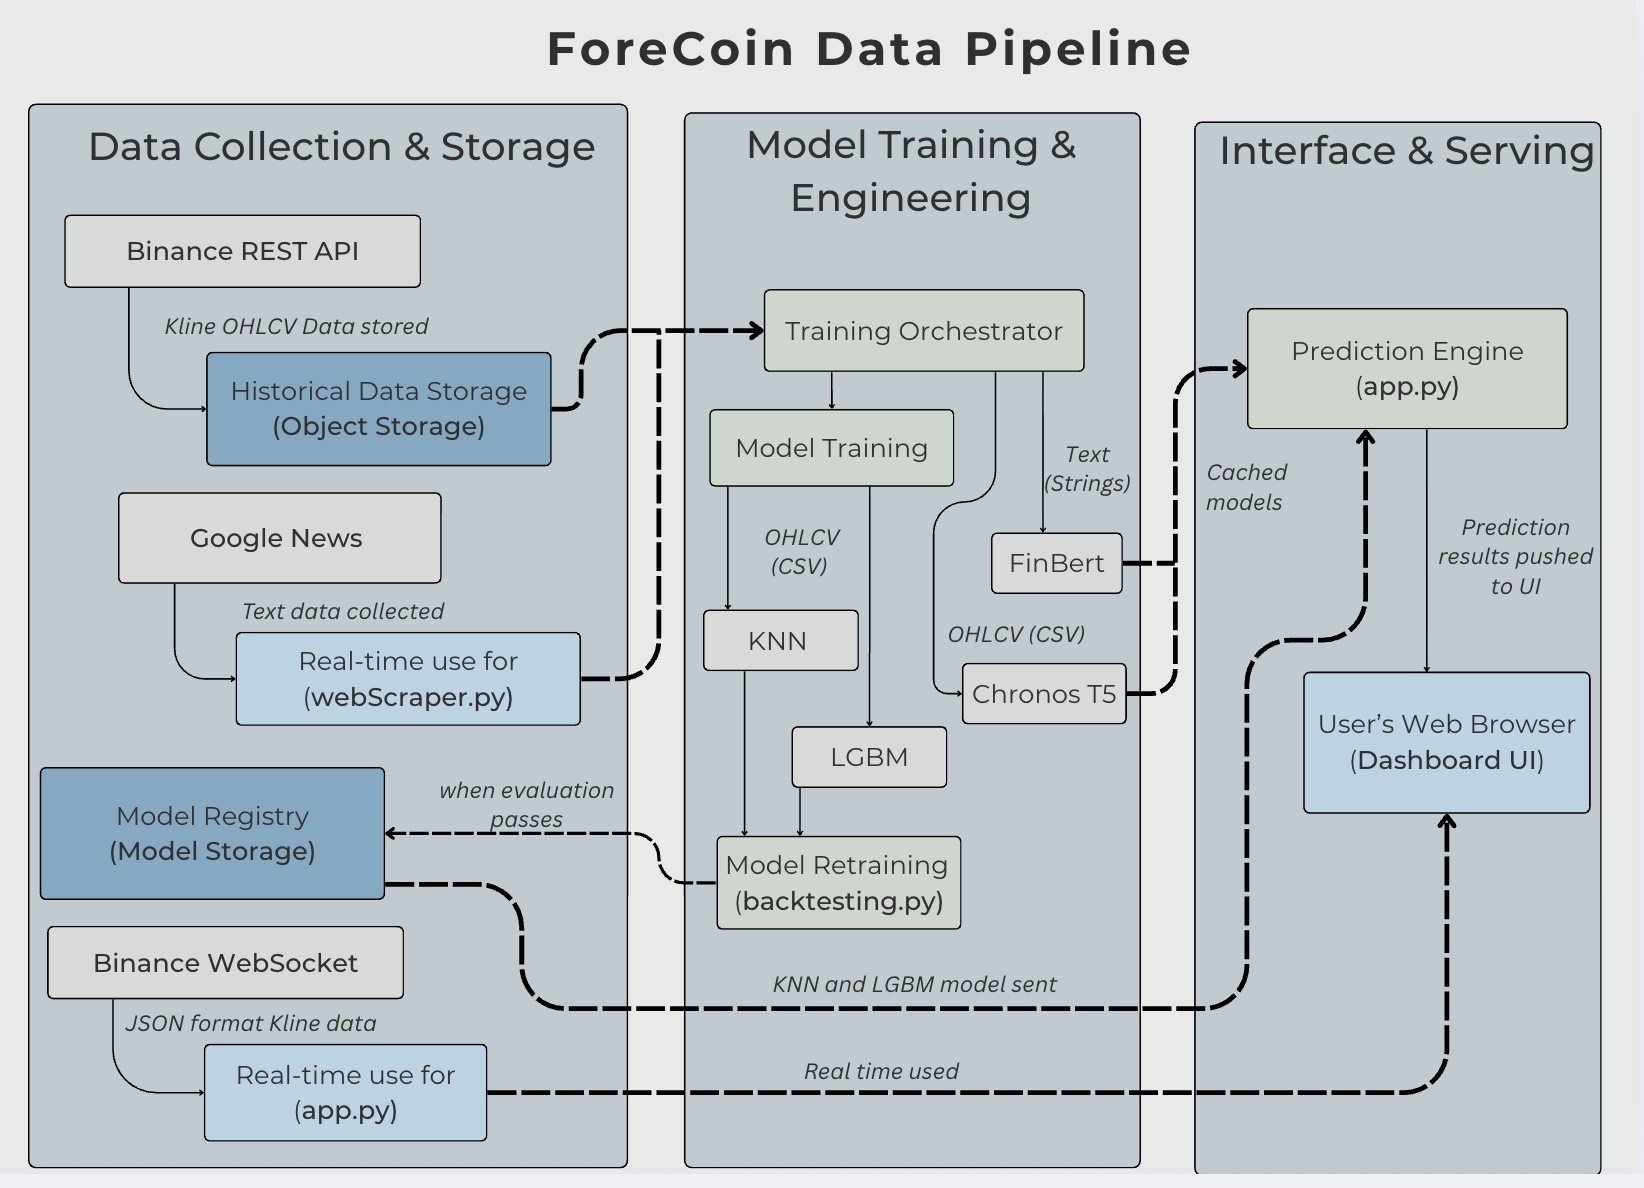 ForeCoin Data Pipeline
Data Collection & Storage
Binance REST API
Kline OHLCV Data stored
Historical Data Storage
(Object Storage)
Google News
Text data collected
Real-time use for
(webScraper.py)
Model Registry
(Model Storage)
when evaluation
passes
Binance WebSocket
JSON format Kline data
Real-time use for
(app.py)
Model Training &
Engineering
Training Orchestrator
Model Training
Text
(Strings)
OHLCV
(CSV)
FinBert
KNN
OHLCV (CSV)
Chronos T5
LGBM
Model Retraining
(backtesting.py)
KNN and LGBM model sent
Real time used
Interface & Serving
Prediction Engine
(app.py)
Cached
models
Prediction
results pushed
to UI
User’s Web Browser
(Dashboard UI)